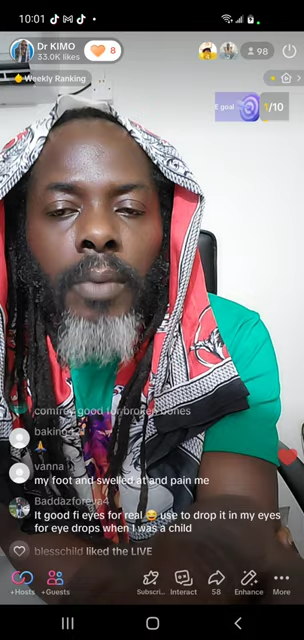 10:01
Dr KIMO
33.0K likes
8
98
Weekly Ranking
E goal
1/10
comfrey good for broken bones
baking
vanna
my foot and swelled at and pain me
Baddazforeva4
It good fi eyes for real 😂 use to drop it in my eyes
for eye drops when I was a child
blesschild liked the LIVE
+Hosts
+Guests
Subscri...
Interact
58
Enhance
More